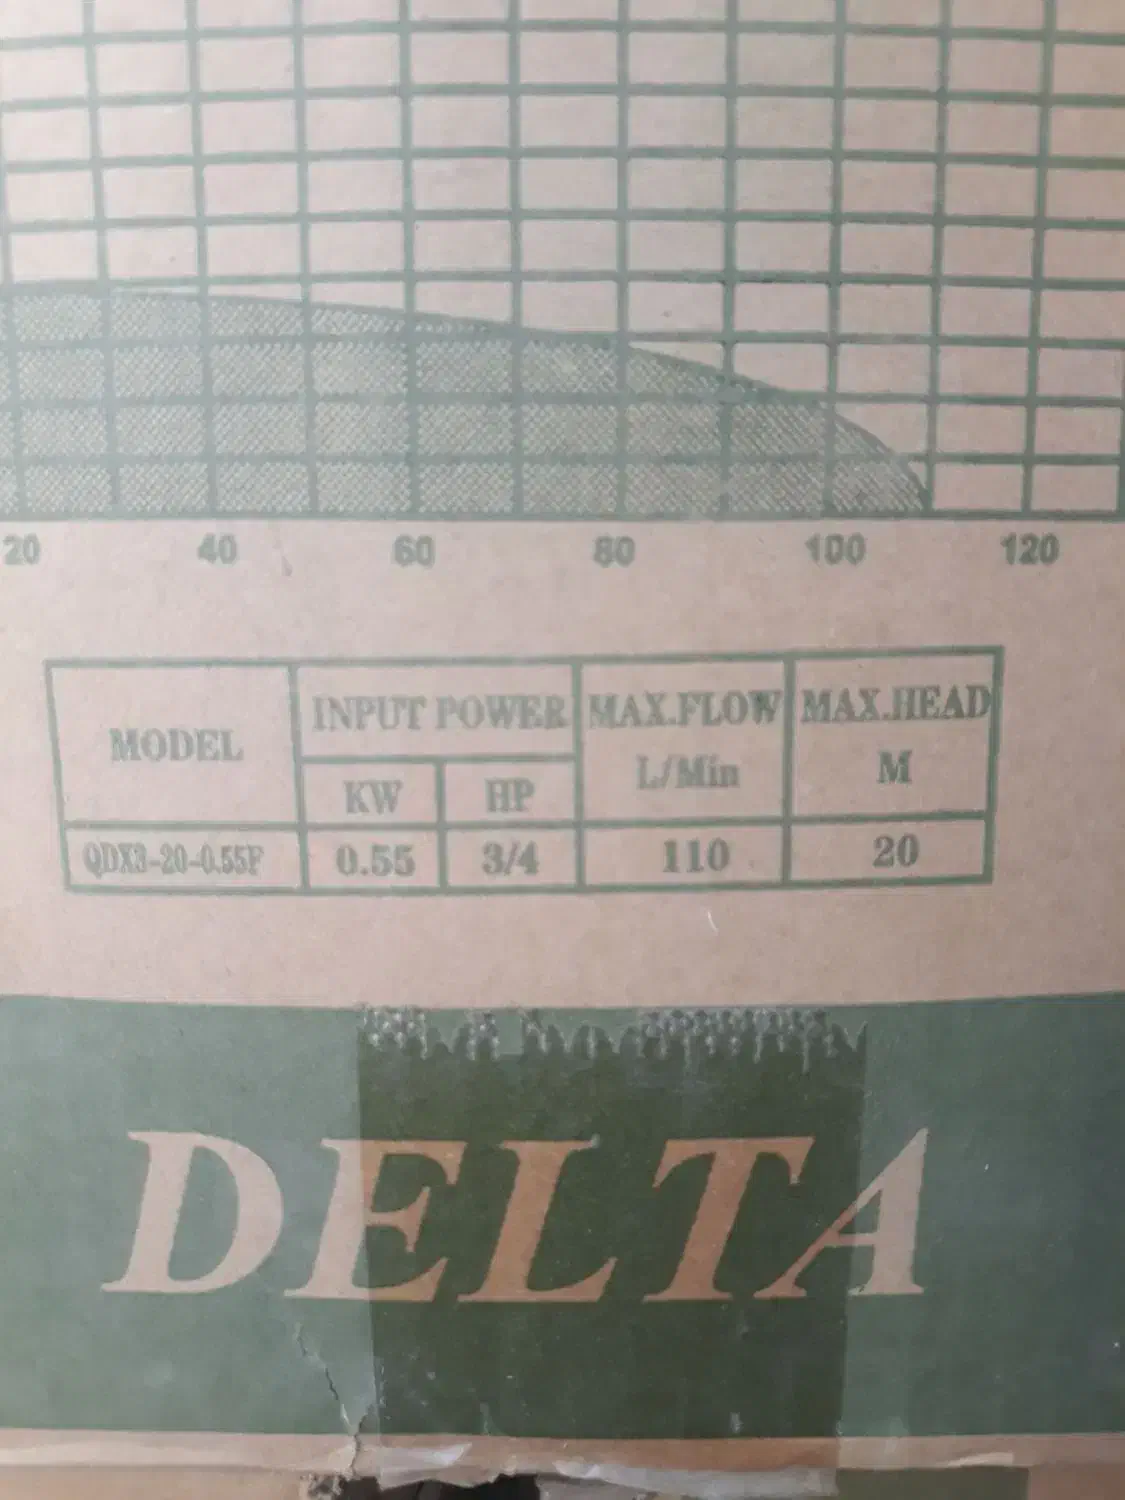 20 40 60 80 100 120
MODEL INPUT POWER MAX.FLOW MAX.HEAD
KW HP L/Min M
QDX3-20-0.55F 0.55 3/4 110 20
DELTA